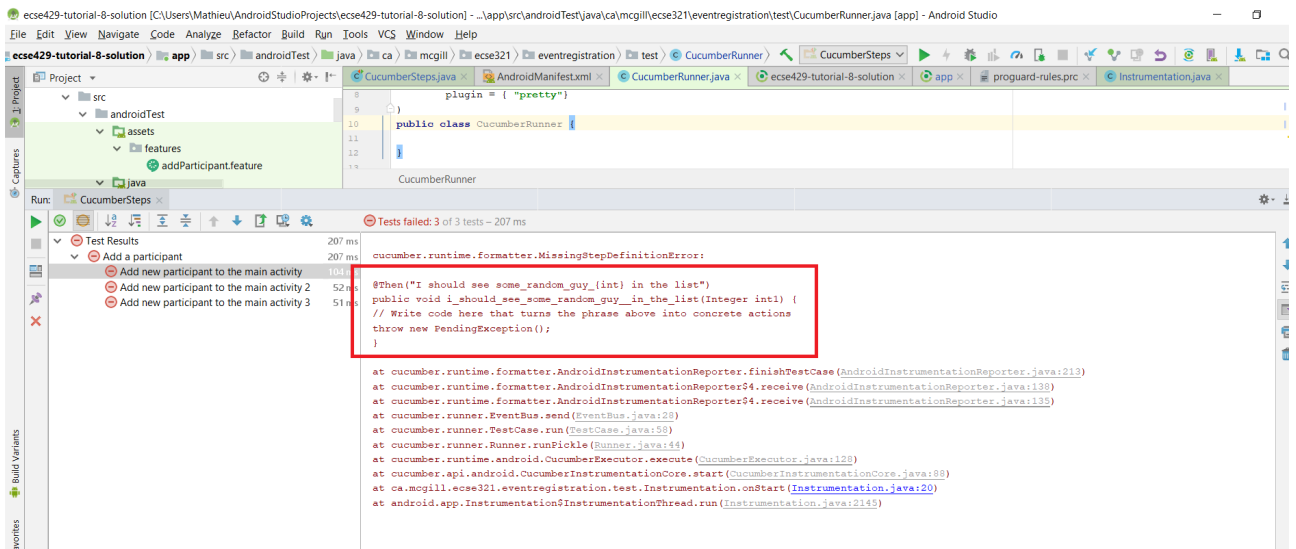 ecse429-tutorial-8-solution [C:\Users\Mathieu\AndroidStudioProjects\ecse429-tutorial-8-solution] - ...\app\src\androidTest\java\ca\mcgill\ecse321\eventregistration\test\CucumberRunner.java [app] - Android Studio
File Edit View Navigate Code Analyze Refactor Build Run Tools VCS Window Help
ecse429-tutorial-8-solution app src androidTest java ca mcgill ecse321 eventregistration test CucumberRunner CucumberSteps
1: Project
Project
CucumberSteps.java AndroidManifest.xml CucumberRunner.java ecse429-tutorial-8-solution app proguard-rules.prc Instrumentation.java
src
androidTest
assets
features
addParticipant.feature
java
8 plugin = { "pretty"}
9 )
10 public class CucumberRunner {
11
12 }
13
CucumberRunner
Captures
Run: CucumberSteps
Tests failed: 3 of 3 tests – 207 ms
Test Results 207 ms
Add a participant 207 ms
Add new participant to the main activity 104 ms
Add new participant to the main activity 2 52 ms
Add new participant to the main activity 3 51 ms
cucumber.runtime.formatter.MissingStepDefinitionError:
@Then("I should see some_random_guy_{int} in the list")
public void i_should_see_some_random_guy__in_the_list(Integer int1) {
// Write code here that turns the phrase above into concrete actions
throw new PendingException();
}
at cucumber.runtime.formatter.AndroidInstrumentationReporter.finishTestCase(AndroidInstrumentationReporter.java:213)
at cucumber.runtime.formatter.AndroidInstrumentationReporter$4.receive(AndroidInstrumentationReporter.java:138)
at cucumber.runtime.formatter.AndroidInstrumentationReporter$4.receive(AndroidInstrumentationReporter.java:135)
at cucumber.runner.EventBus.send(EventBus.java:28)
at cucumber.runner.TestCase.run(TestCase.java:58)
at cucumber.runner.Runner.runPickle(Runner.java:44)
at cucumber.runtime.android.CucumberExecutor.execute(CucumberExecutor.java:128)
at cucumber.api.android.CucumberInstrumentationCore.start(CucumberInstrumentationCore.java:88)
at ca.mcgill.ecse321.eventregistration.test.Instrumentation.onStart(Instrumentation.java:20)
at android.app.Instrumentation$InstrumentationThread.run(Instrumentation.java:2145)
Build Variants
avorites